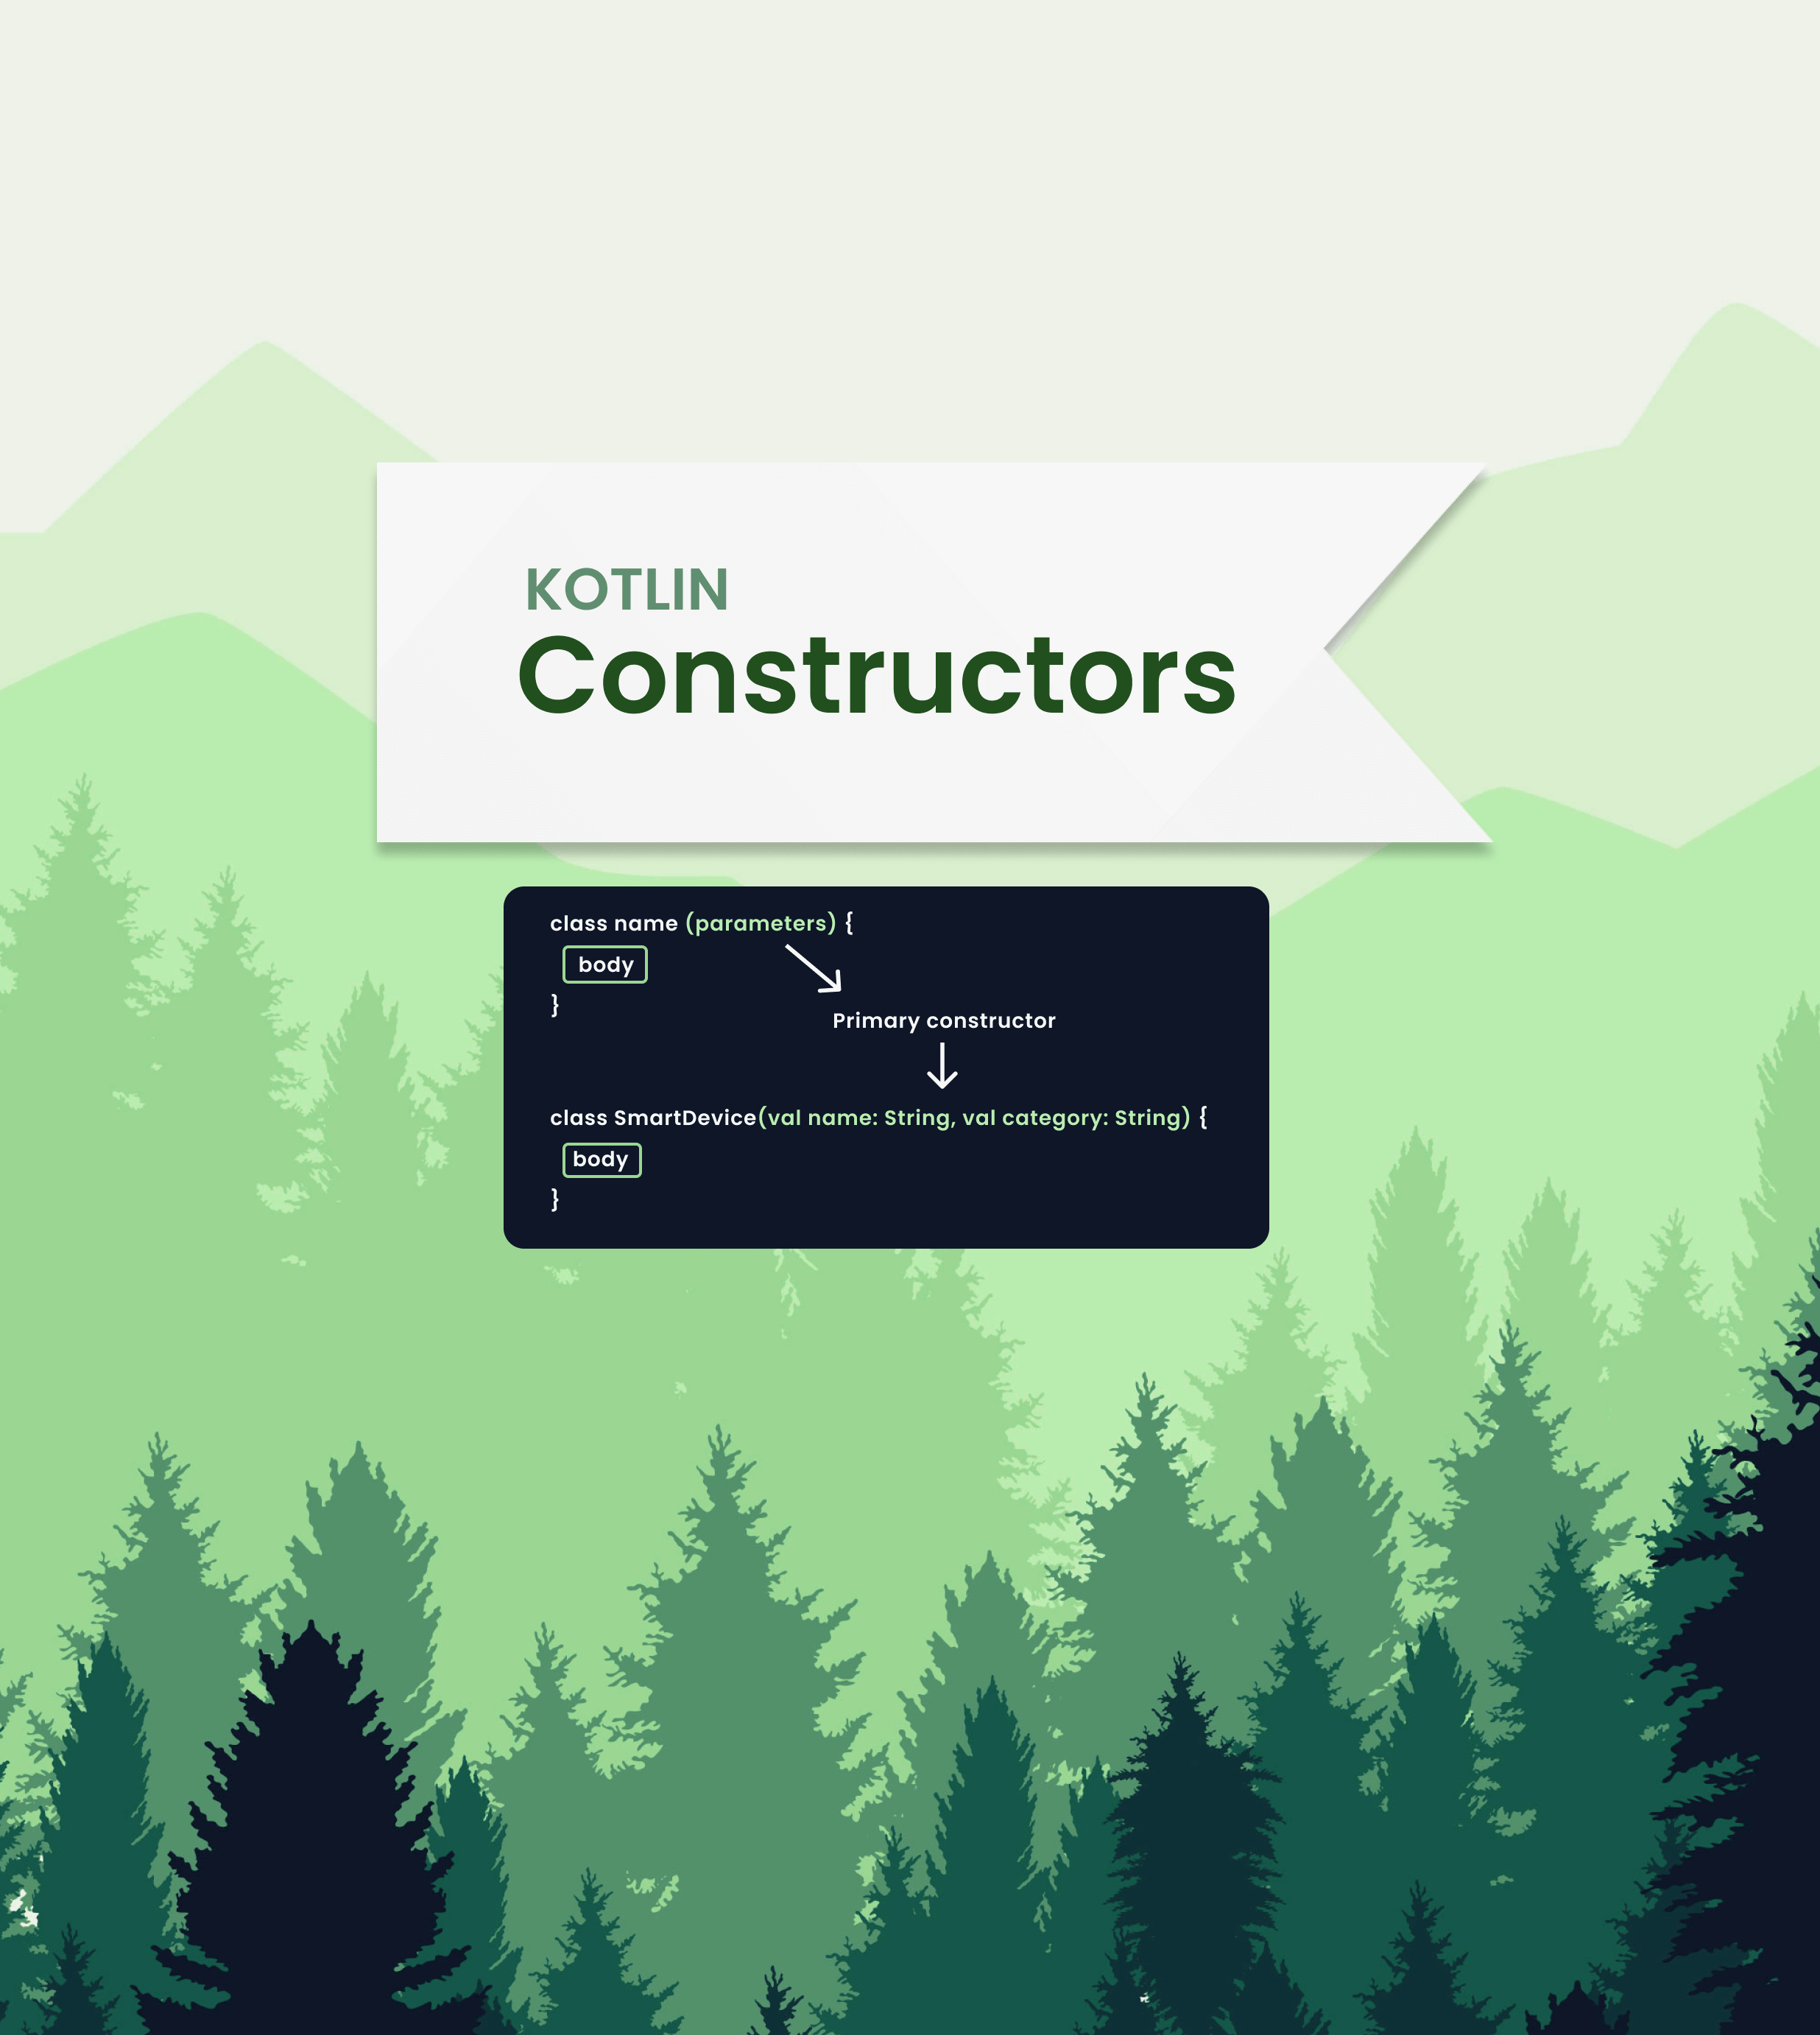 KOTLIN
Constructors
class name (parameters) {
body
}
Primary constructor
class SmartDevice(val name: String, val category: String) {
body
}